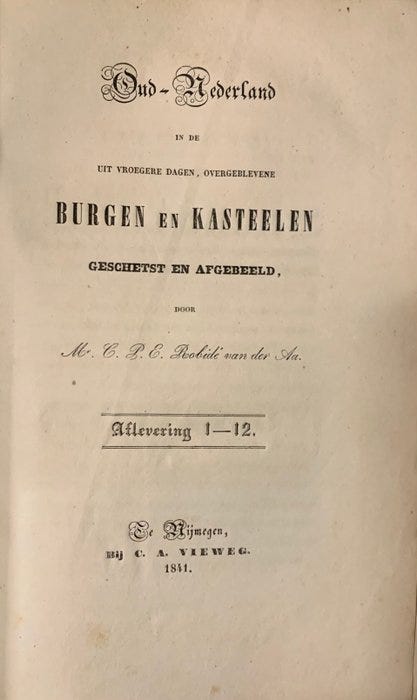 Oud-Nederland
IN DE
UIT VROEGERE DAGEN, OVERGEBLEVENE
BURGEN EN KASTEELEN
GESCHETST EN AFGEBEELD,
DOOR
Mr. C. P. E. Robidé van der Aa.
Aflevering 1—12.
Te Nijmegen,
Bij C. A. VIEWEG.
1841.